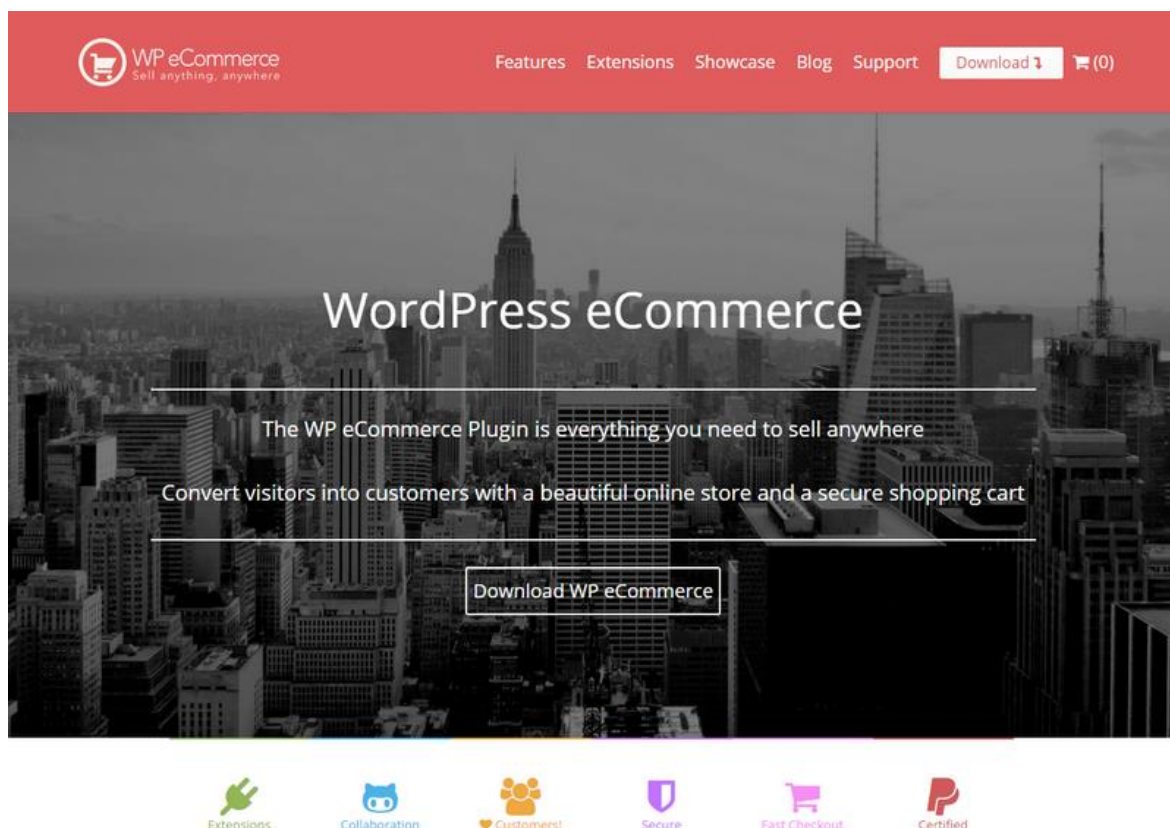 WP eCommerce
Sell anything, anywhere
Features Extensions Showcase Blog Support Download (0)
WordPress eCommerce
The WP eCommerce Plugin is everything you need to sell anywhere
Convert visitors into customers with a beautiful online store and a secure shopping cart
Download WP eCommerce
Extensions Collaboration Customers! Secure Fast Checkout Certified